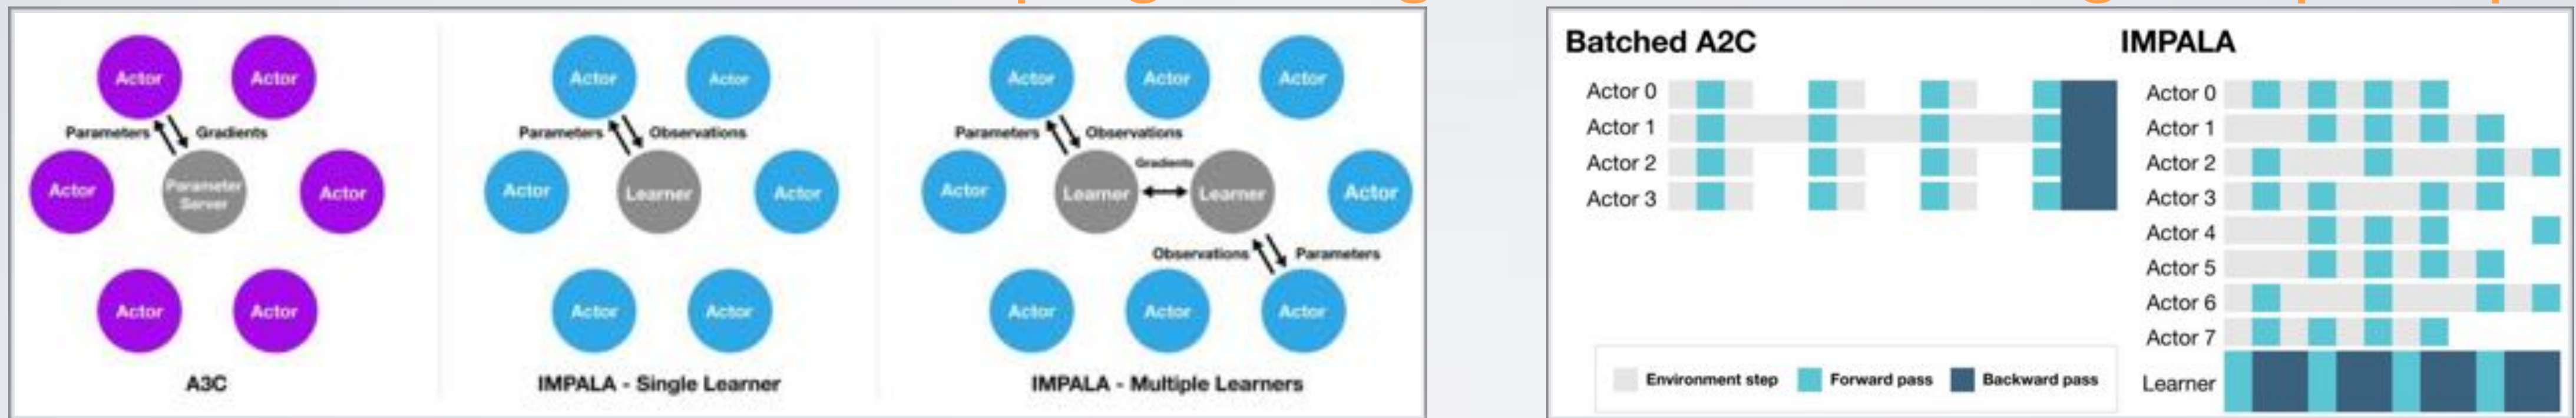 Actor Actor
Parameters Gradients
Actor Parameter Server Actor
Actor Actor
A3C
Actor Actor
Parameters Observations
Actor Learner Actor
Actor Actor
IMPALA - Single Learner
Actor Actor Actor
Parameters Observations
Gradients
Actor Learner Learner Actor
Observations Parameters
Actor Actor Actor
IMPALA - Multiple Learners
Batched A2C
Actor 0
Actor 1
Actor 2
Actor 3
Environment step Forward pass Backward pass
IMPALA
Actor 0
Actor 1
Actor 2
Actor 3
Actor 4
Actor 5
Actor 6
Actor 7
Learner